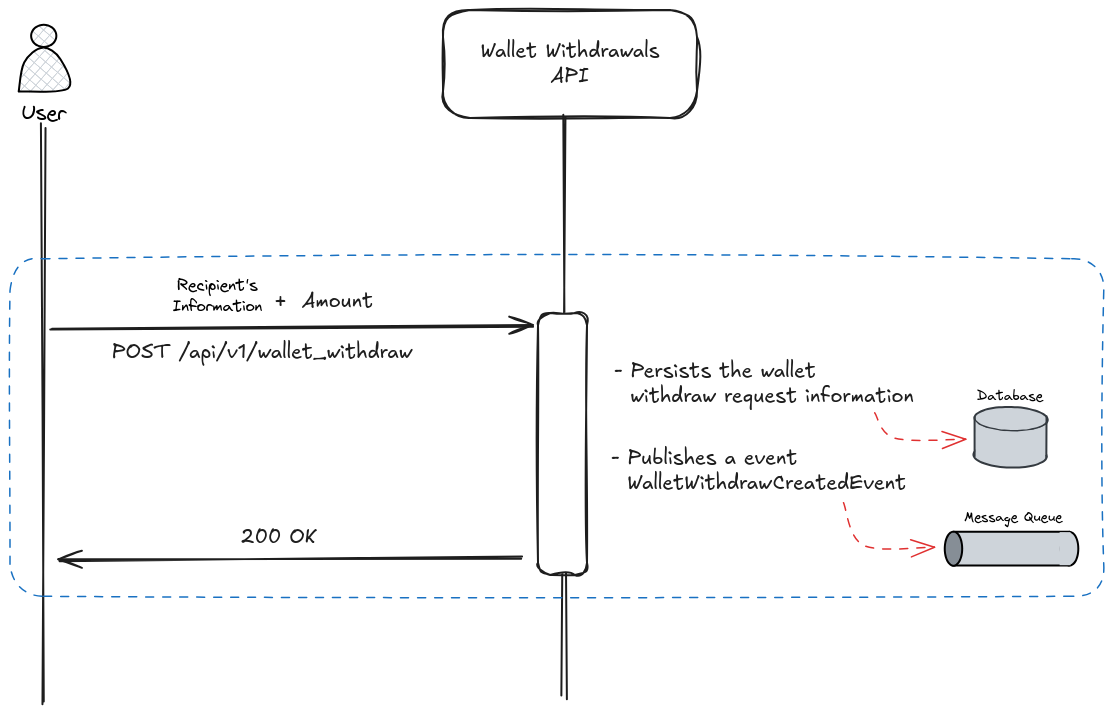 User
Wallet Withdrawals
API
Recipient's
Information + Amount
POST /api/v1/wallet_withdraw
- Persists the wallet
withdraw request information
Database
- Publishes a event
WalletWithdrawCreatedEvent
Message Queue
200 OK